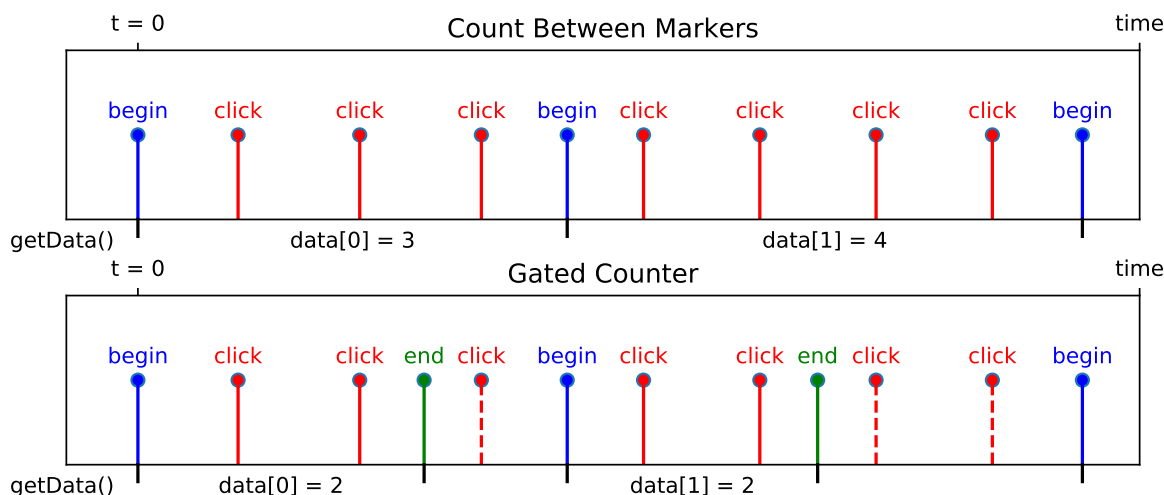 t = 0
Count Between Markers
time
begin click click click begin click click click click begin
getData() data[0] = 3 data[1] = 4
t = 0
Gated Counter
time
begin click click end click begin click click end click click begin
getData() data[0] = 2 data[1] = 2